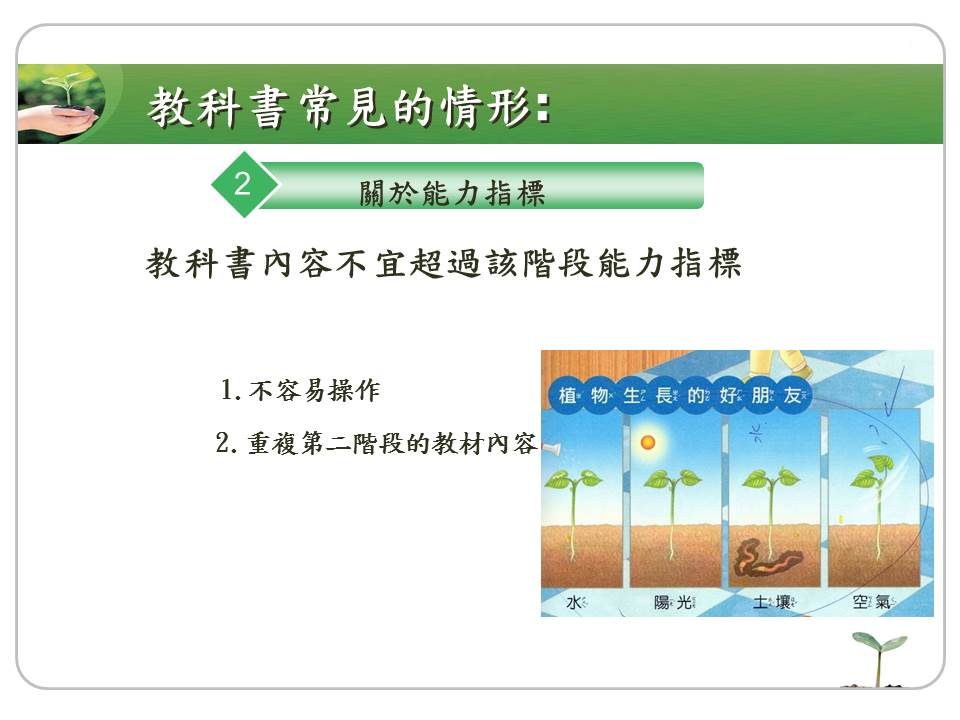 教科書常見的情形:
2
關於能力指標
教科書內容不宜超過該階段能力指標
1.不容易操作
2.重複第二階段的教材內容
植物生長的好朋友
水
水 陽光 土壤 空氣